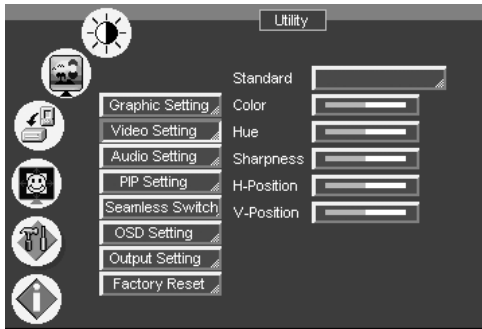 Utility
Standard
Graphic Setting Color
Video Setting Hue
Audio Setting Sharpness
PIP Setting H-Position
Seamless Switch V-Position
OSD Setting
Output Setting
Factory Reset